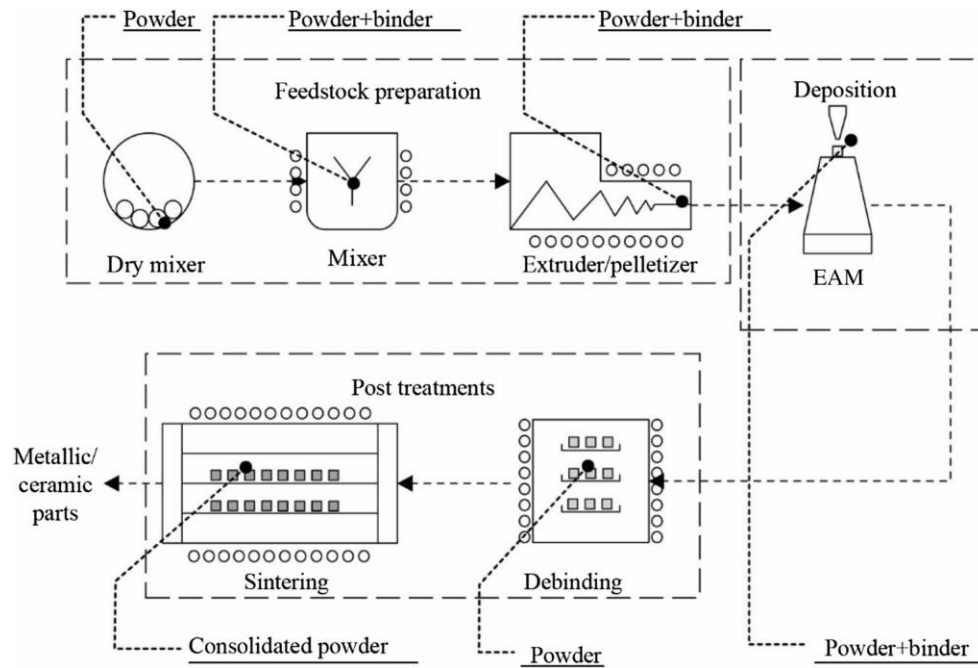 Powder
Powder+binder
Powder+binder
Feedstock preparation
Deposition
Dry mixer
Mixer
Extruder/pelletizer
EAM
Post treatments
Metallic/
ceramic
parts
Sintering
Debinding
Consolidated powder
Powder
Powder+binder